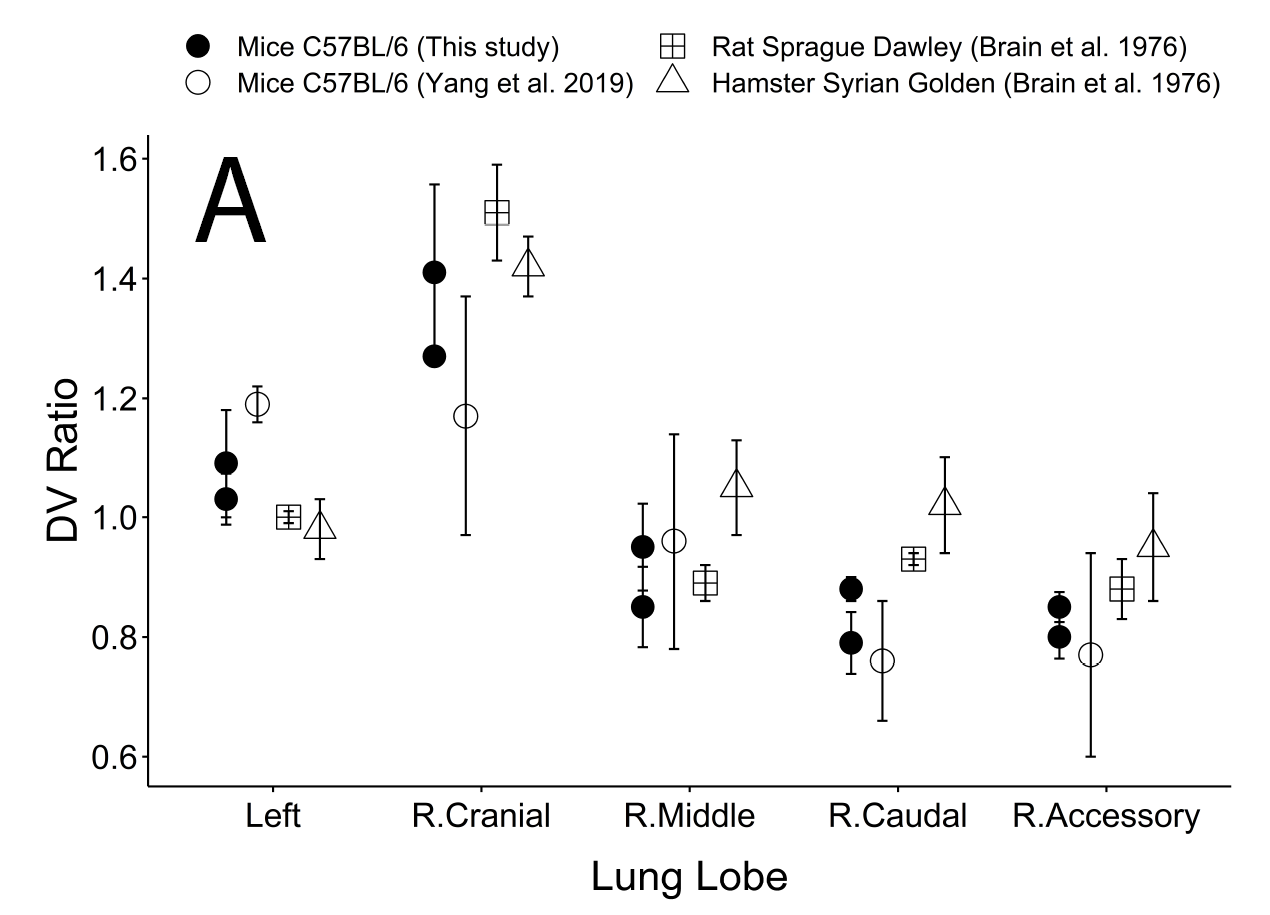 Mice C57BL/6 (This study)
Rat Sprague Dawley (Brain et al. 1976)
Mice C57BL/6 (Yang et al. 2019)
Hamster Syrian Golden (Brain et al. 1976)
A
1.6
1.4
1.2
1.0
0.8
0.6
DV Ratio
Left
R.Cranial
R.Middle
R.Caudal
R.Accessory
Lung Lobe